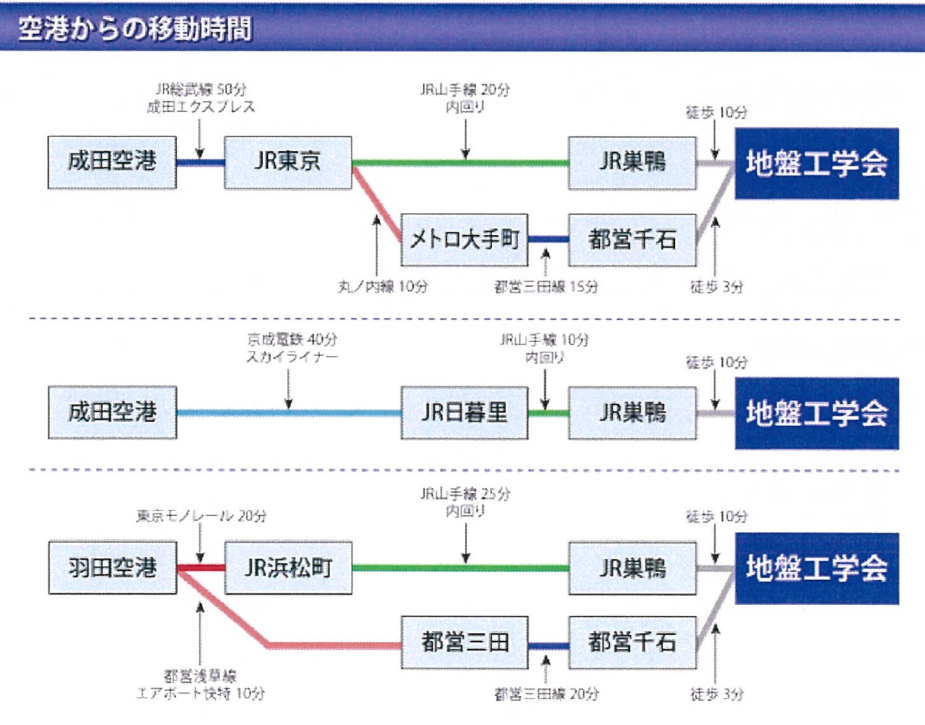 空港からの移動時間
JR総武線 50分
成田エクスプレス
JR山手線 20分
内回り
徒歩 10分
成田空港
JR東京
JR巣鴨
地盤工学会
メトロ大手町
都営千石
丸ノ内線 10分
都営三田線 15分
徒歩 3分
京成電鉄 40分
スカイライナー
JR山手線 10分
内回り
徒歩 10分
成田空港
JR日暮里
JR巣鴨
地盤工学会
JR山手線 25分
内回り
東京モノレール 20分
徒歩 10分
羽田空港
JR浜松町
JR巣鴨
地盤工学会
都営三田
都営千石
都営浅草線
エアポート快特 10分
都営三田線 20分
徒歩 3分